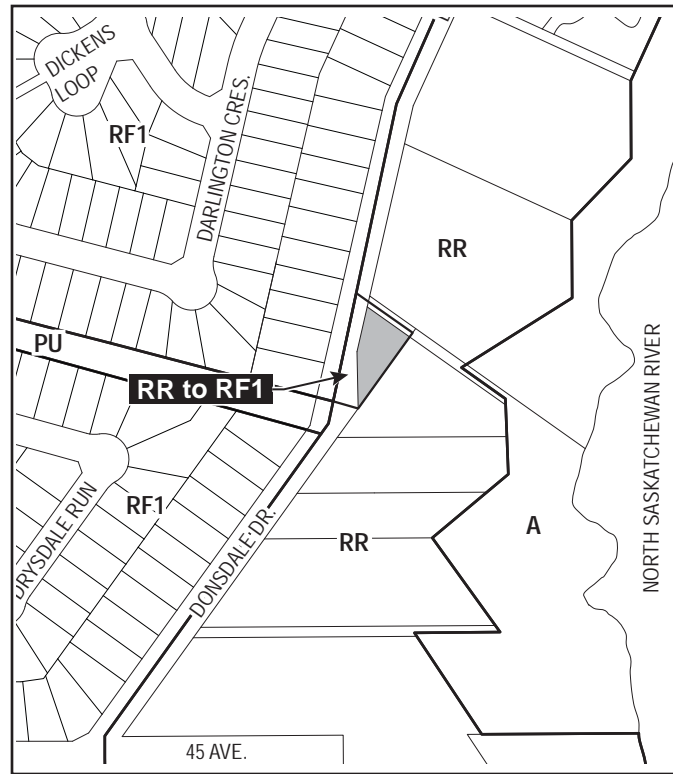 DICKENS
LOOP
RF1
DARLINGTON CRES.
RR
PU
RR to RF1
NORTH SASKATCHEWAN RIVER
DRYSDALE RUN
RF1
DONSDALE DR.
RR
A
45 AVE.